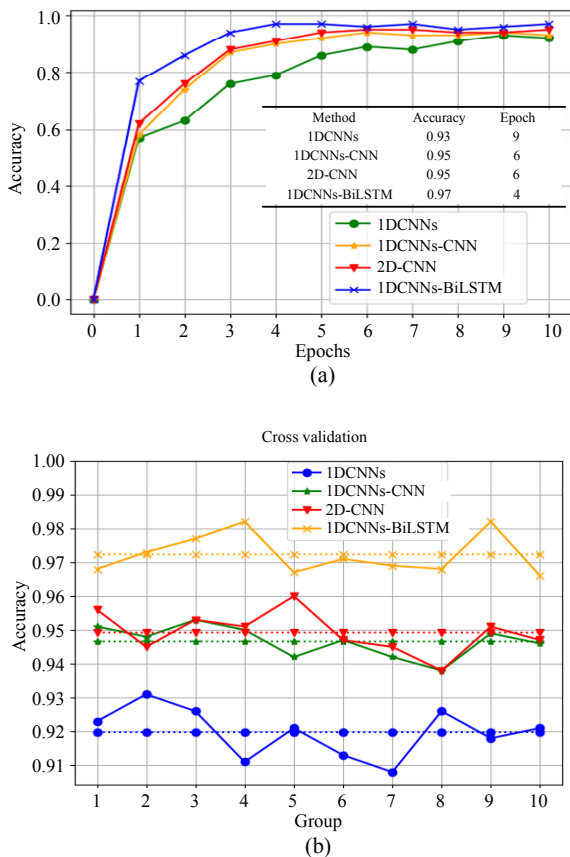 1.0
0.8
0.6
0.4
0.2
0.0
Accuracy
Method Accuracy Epoch
1DCNNs 0.93 9
1DCNNs-CNN 0.95 6
2D-CNN 0.95 6
1DCNNs-BiLSTM 0.97 4
1DCNNs
1DCNNs-CNN
2D-CNN
1DCNNs-BiLSTM
0 1 2 3 4 5 6 7 8 9 10
Epochs
(a)
Cross validation
1.00
0.99
0.98
0.97
0.96
0.95
0.94
0.93
0.92
0.91
Accuracy
1DCNNs
1DCNNs-CNN
2D-CNN
1DCNNs-BiLSTM
1 2 3 4 5 6 7 8 9 10
Group
(b)